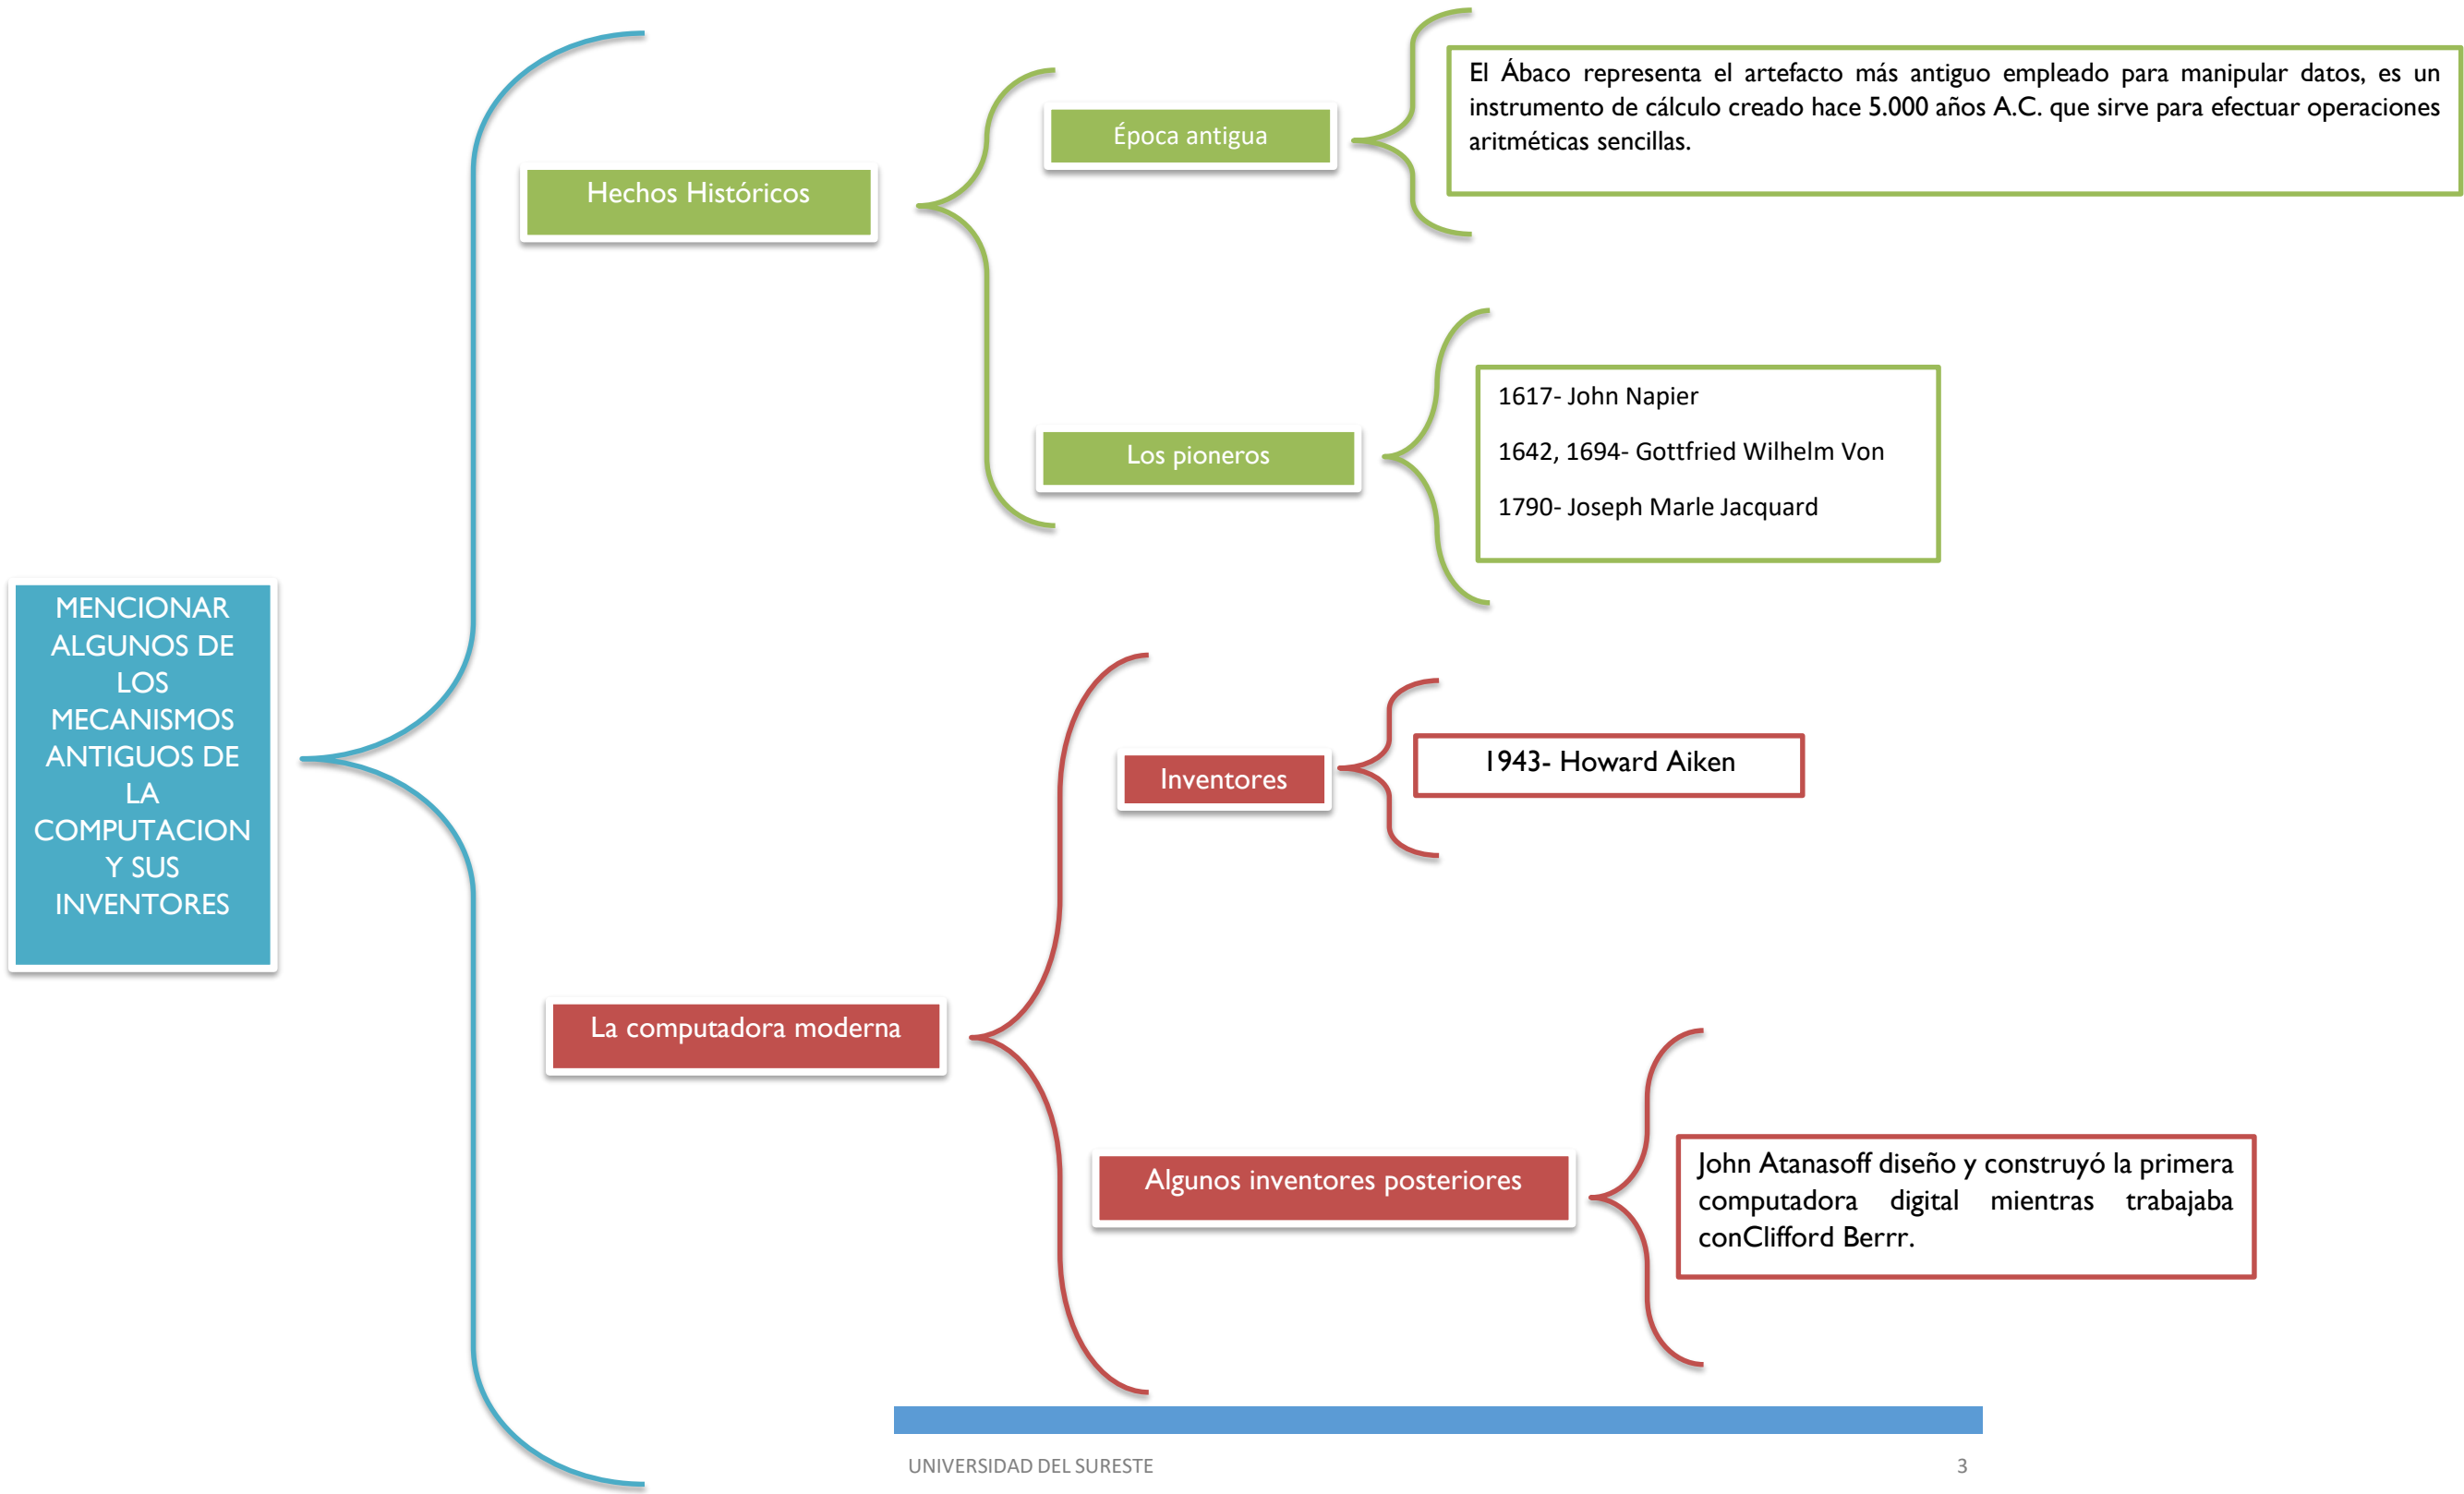 MENCIONAR
ALGUNOS DE
LOS
MECANISMOS
ANTIGUOS DE
LA
COMPUTACION
Y SUS
INVENTORES
Hechos Históricos
Época antigua
El Ábaco representa el artefacto más antiguo empleado para manipular datos, es un
instrumento de cálculo creado hace 5.000 años A.C. que sirve para efectuar operaciones
aritméticas sencillas.
Los pioneros
1617- John Napier
1642, 1694- Gottfried Wilhelm Von
1790- Joseph Marle Jacquard
La computadora moderna
Inventores
1943- Howard Aiken
Algunos inventores posteriores
John Atanasoff diseño y construyó la primera
computadora digital mientras trabajaba
conClifford Berrr.
UNIVERSIDAD DEL SURESTE 3